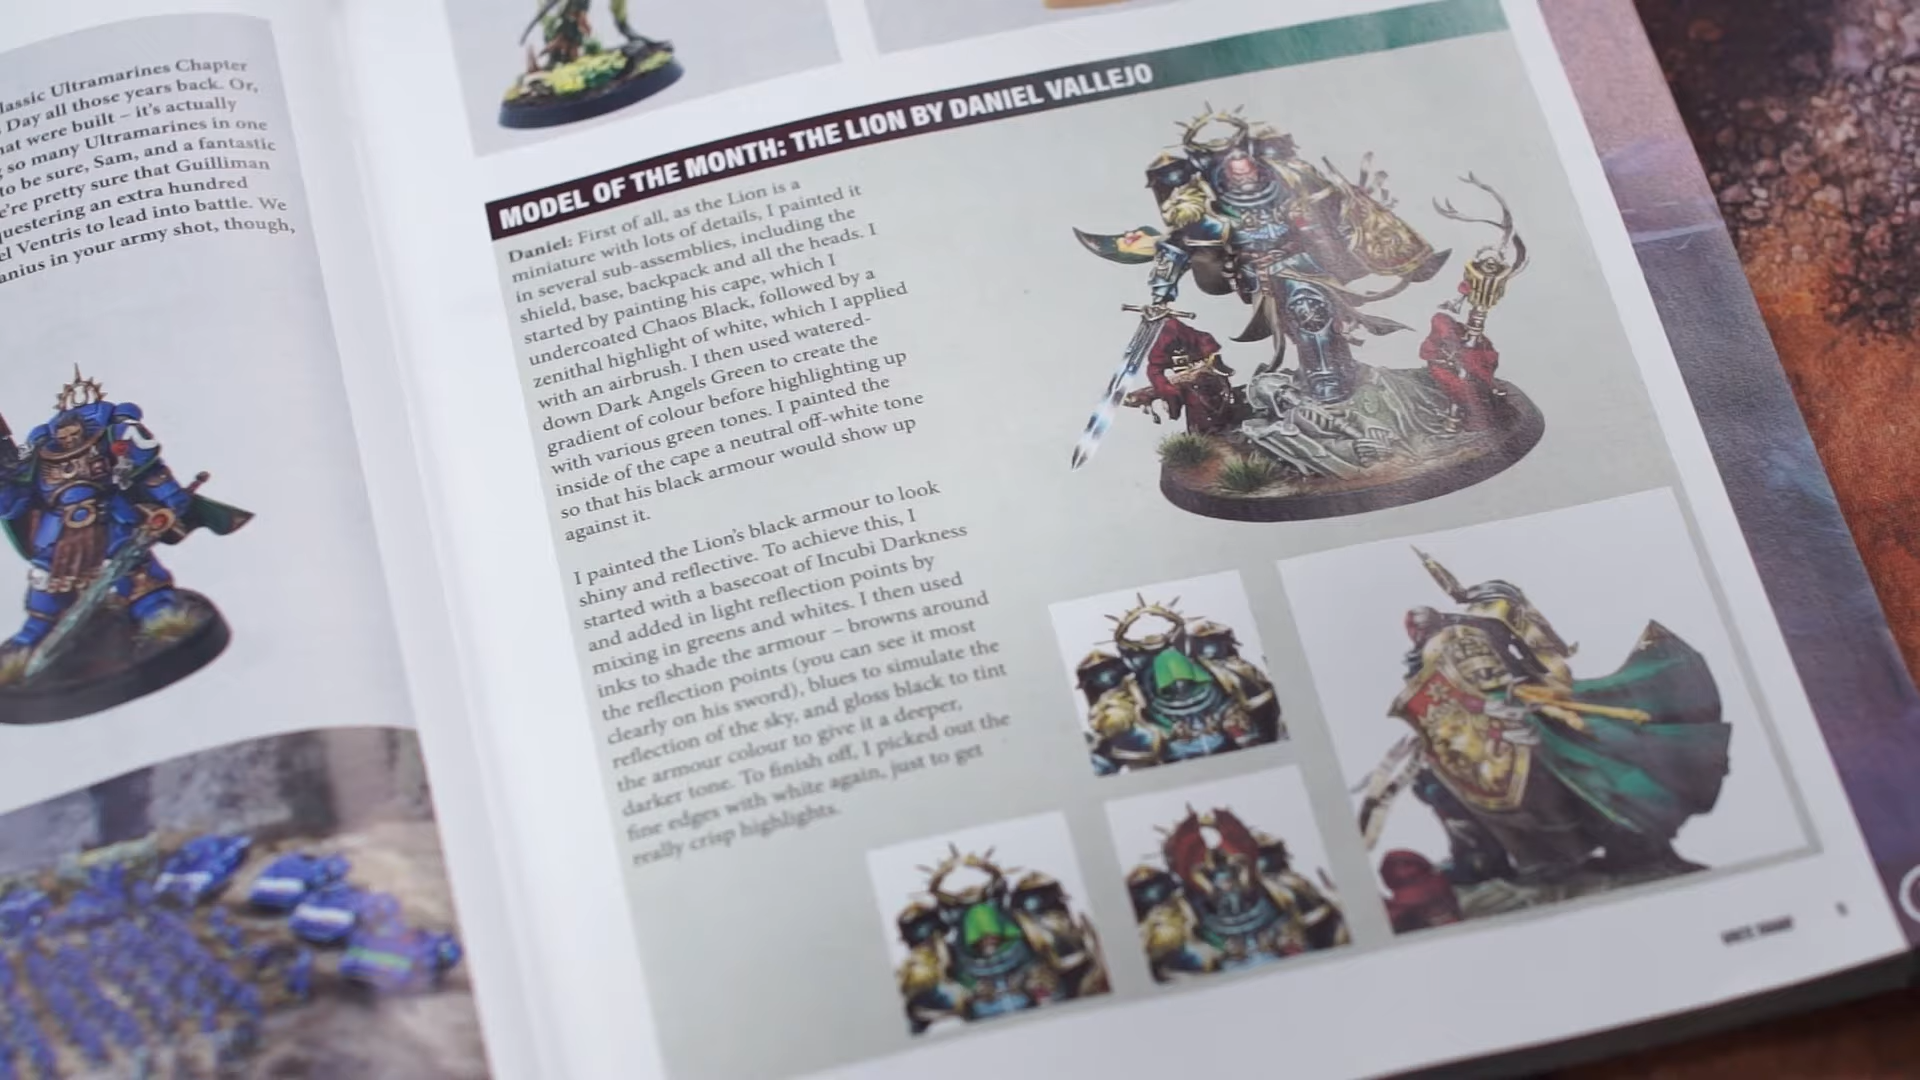 lassic Ultramarines Chapter
Day all those years back. Or,
hat were built – it's actually
so many Ultramarines in one
to be sure, Sam, and a fantastic
e're pretty sure that Guilliman
questering an extra hundred
el Ventris to lead into battle. We
anius in your army shot, though,
MODEL OF THE MONTH: THE LION BY DANIEL VALLEJO
Daniel: First of all, as the Lion is a
miniature with lots of details, I painted it
in several sub-assemblies, including the
shield, base, backpack and all the heads. I
started by painting his cape, which I
undercoated Chaos Black, followed by a
zenithal highlight of white, which I applied
with an airbrush. I then used watered-
down Dark Angels Green to create the
gradient of colour before highlighting up
with various green tones. I painted the
inside of the cape a neutral off-white tone
so that his black armour would show up
against it.
I painted the Lion's black armour to look
shiny and reflective. To achieve this, I
started with a basecoat of Incubi Darkness
and added in light reflection points by
mixing in greens and whites. I then used
inks to shade the armour – browns around
the reflection points (you can see it most
clearly on his sword), blues to simulate the
reflection of the sky, and gloss black to tint
the armour colour to give it a deeper,
darker tone. To finish off, I picked out the
fine edges with white again, just to get
really crisp highlights.